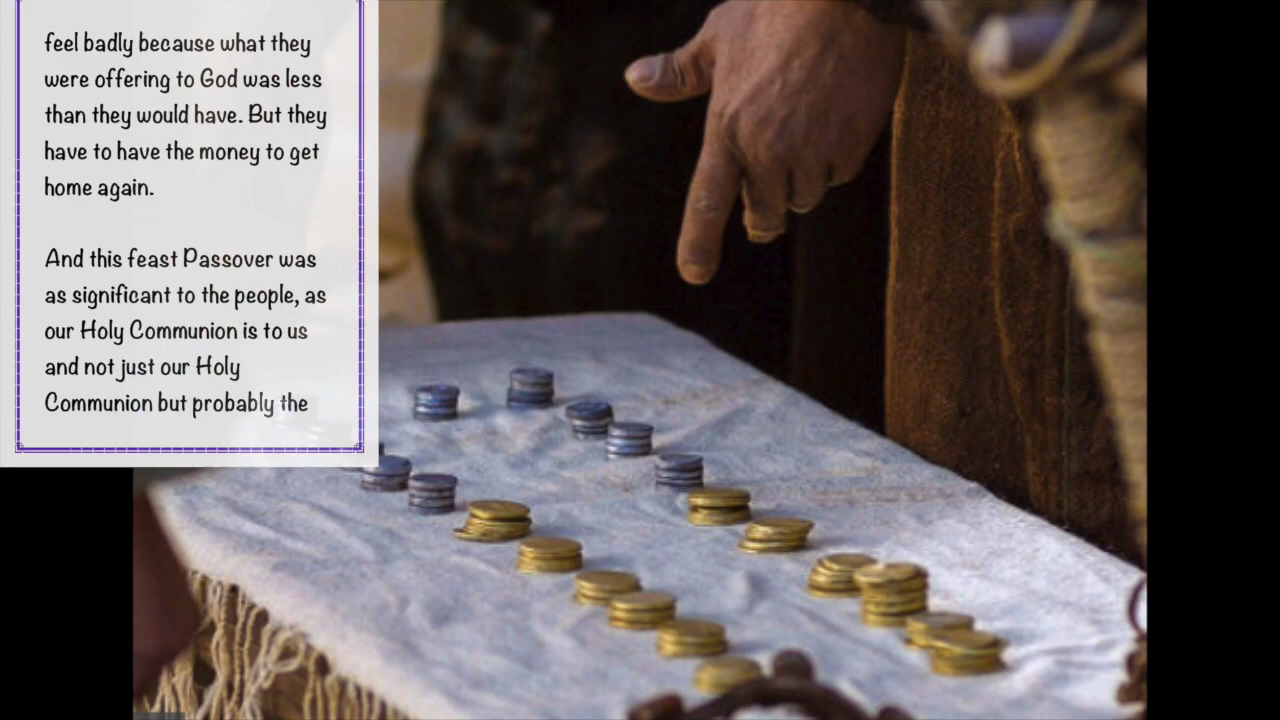 feel badly because what they
were offering to God was less
than they would have. But they
have to have the money to get
home again.
And this feast Passover was
as significant to the people, as
our Holy Communion is to us
and not just our Holy
Communion but probably the